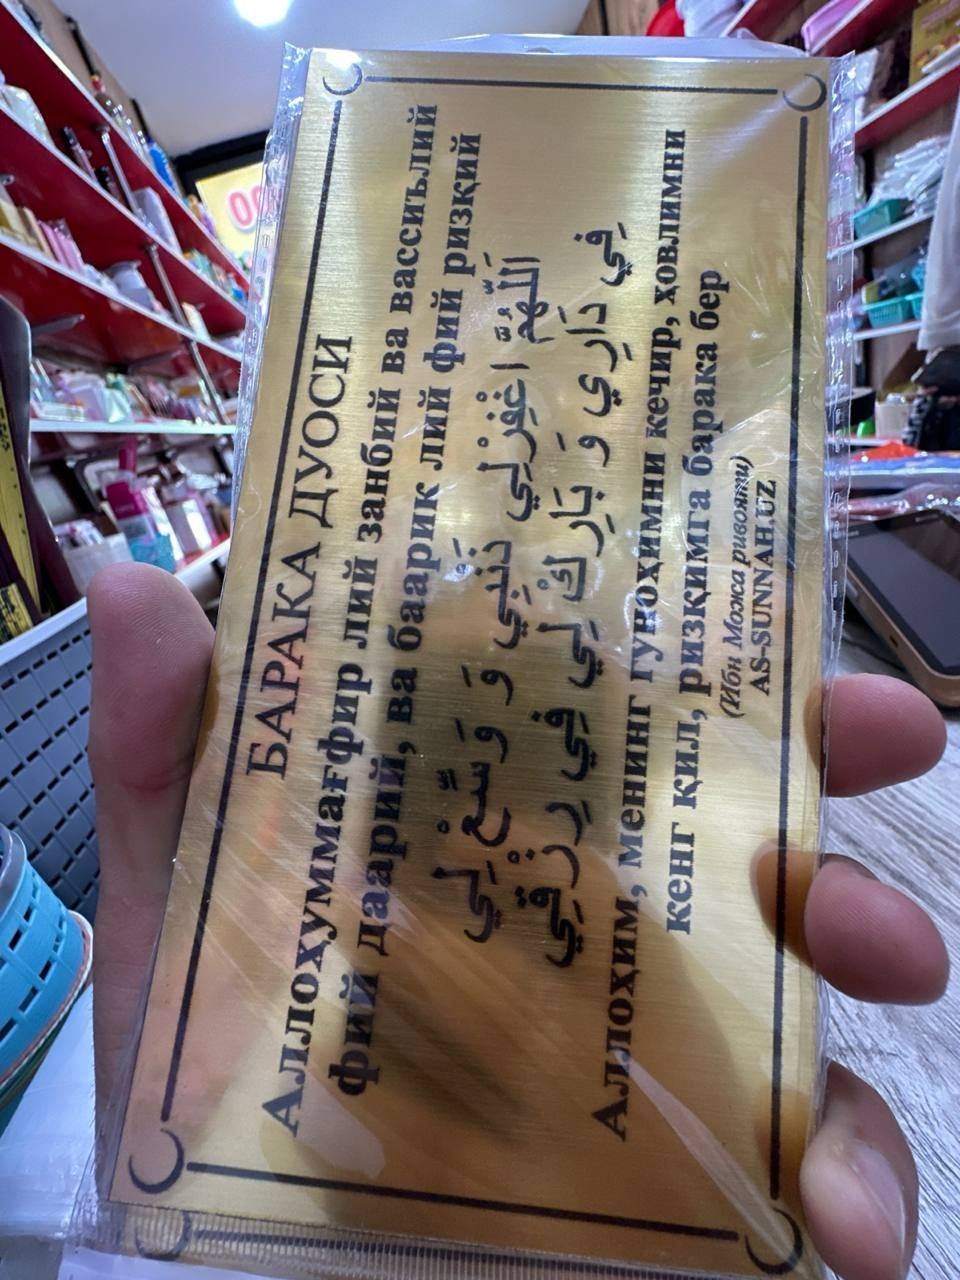 БАРАКА ДУОСИ
Аллоҳуммағфир лий занбий ва вассиълий
фий даарий, ва баарик лий фий ризқий
اَللَّهُمَّ اغْفِرْلِي ذَنْبِي وَ وَسِّعْ لِي
فِي دَارِي وَ بَارِكْ لِي فِي رِزْقِي
Аллоҳим, менинг гуноҳимни кечир, ҳовлимни
кенг қил, ризқимга барака бер
(Ибн Можа ривояти)
AS-SUNNAH.UZ